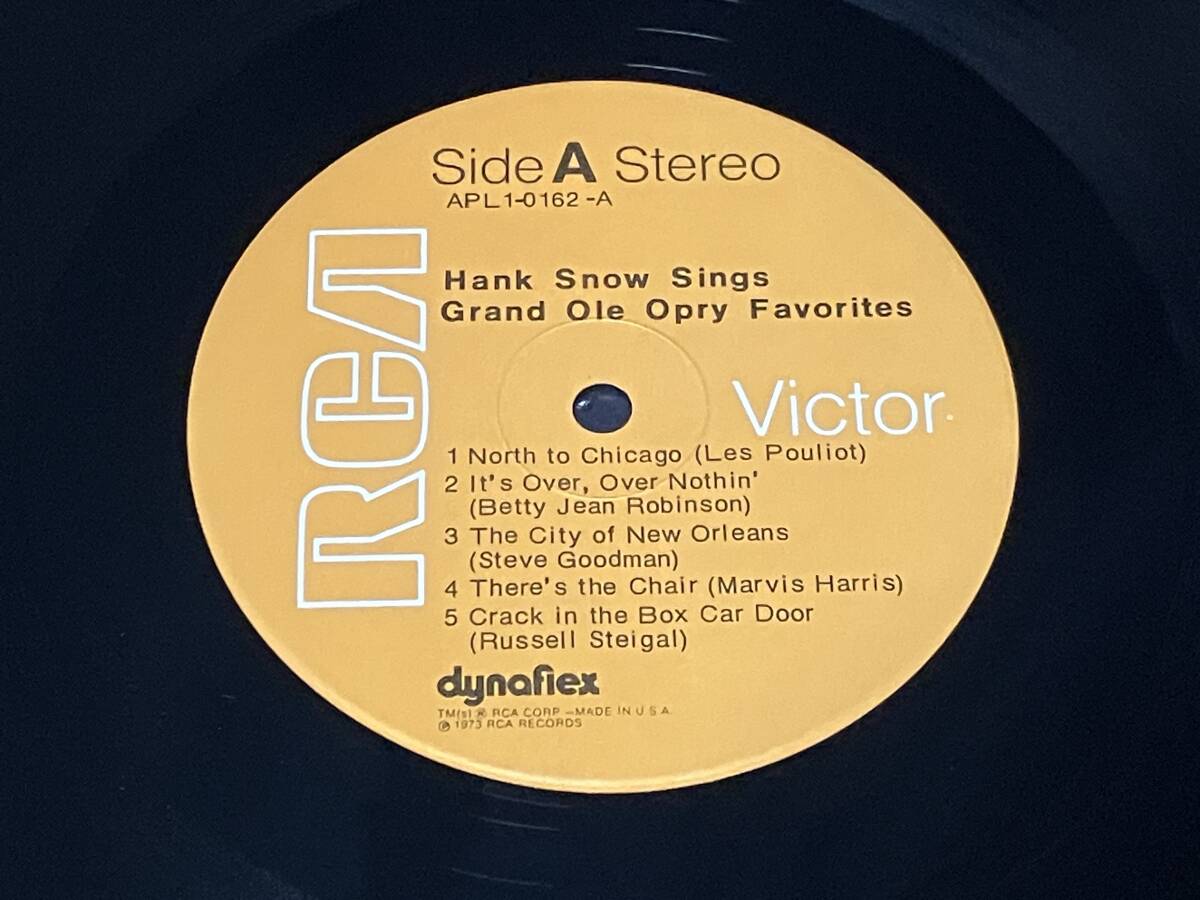 Side A Stereo
APL1-0162-A
RCA
Hank Snow Sings
Grand Ole Opry Favorites
Victor
1 North to Chicago (Les Pouliot)
2 It's Over, Over Nothin'
(Betty Jean Robinson)
3 The City of New Orleans
(Steve Goodman)
4 There's the Chair (Marvis Harris)
5 Crack in the Box Car Door
(Russell Steigal)
dynaflex
TM(s) ® RCA CORP.—MADE IN U.S.A.
℗ 1973 RCA RECORDS